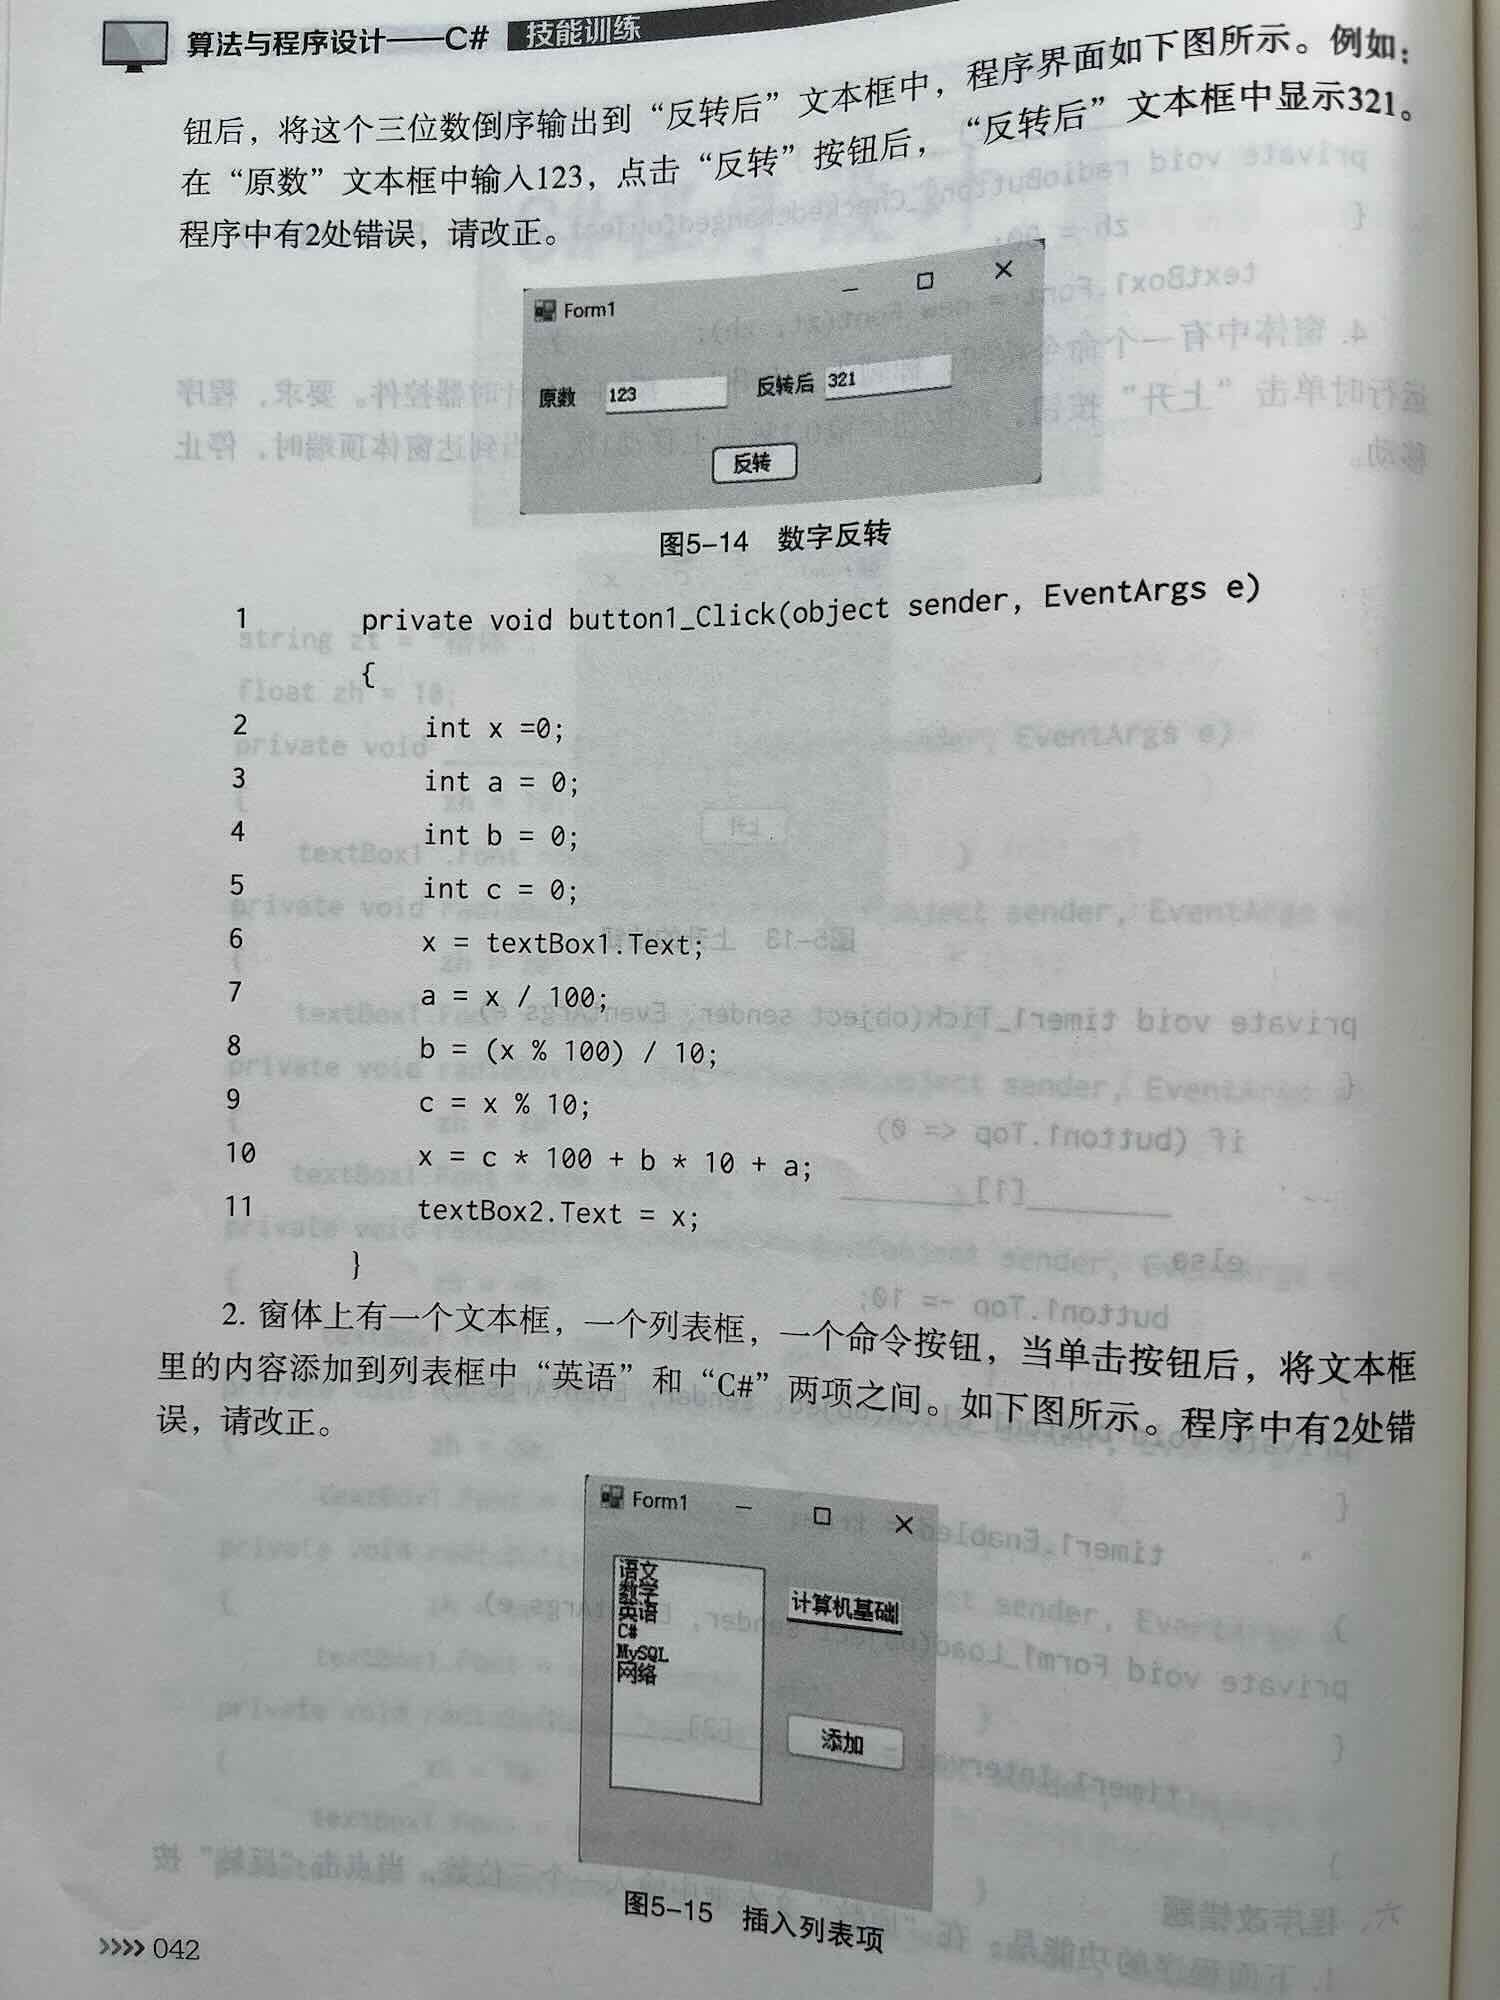 算法与程序设计——C# 技能训练
钮后，将这个三位数倒序输出到“反转后”文本框中，程序界面如下图所示。例如：
在“原数”文本框中输入123，点击“反转”按钮后，“反转后”文本框中显示321。
程序中有2处错误，请改正。
Form1
原数 123 反转后 321
反转
图5-14 数字反转
1 private void button1_Click(object sender, EventArgs e)
{
2 int x =0;
3 int a = 0;
4 int b = 0;
5 int c = 0;
6 x = textBox1.Text;
7 a = x / 100;
8 b = (x % 100) / 10;
9 c = x % 10;
10 x = c * 100 + b * 10 + a;
11 textBox2.Text = x;
}
2. 窗体上有一个文本框，一个列表框，一个命令按钮，当单击按钮后，将文本框
里的内容添加到列表框中“英语”和“C#”两项之间。如下图所示。程序中有2处错
误，请改正。
Form1
语文
数学
英语
C#
MySQL
网络
计算机基础
添加
图5-15 插入列表项
>>>> 042